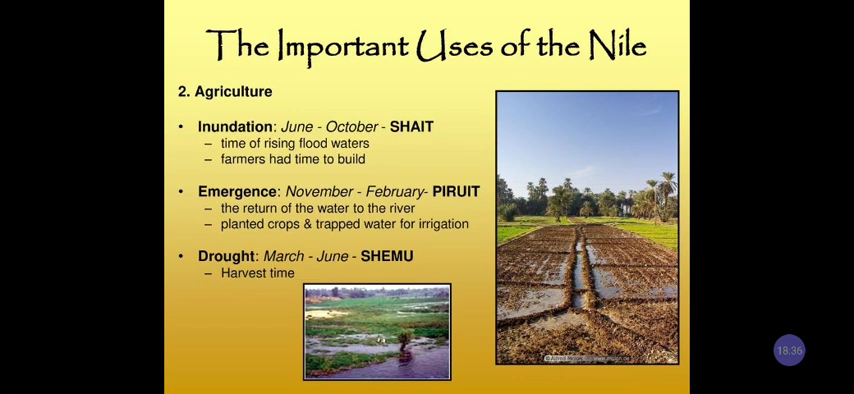 The Important Uses of the Nile
2. Agriculture
• Inundation: June - October - SHAIT
– time of rising flood waters
– farmers had time to build
• Emergence: November - February- PIRUIT
– the return of the water to the river
– planted crops & trapped water for irrigation
• Drought: March - June - SHEMU
– Harvest time
18:36